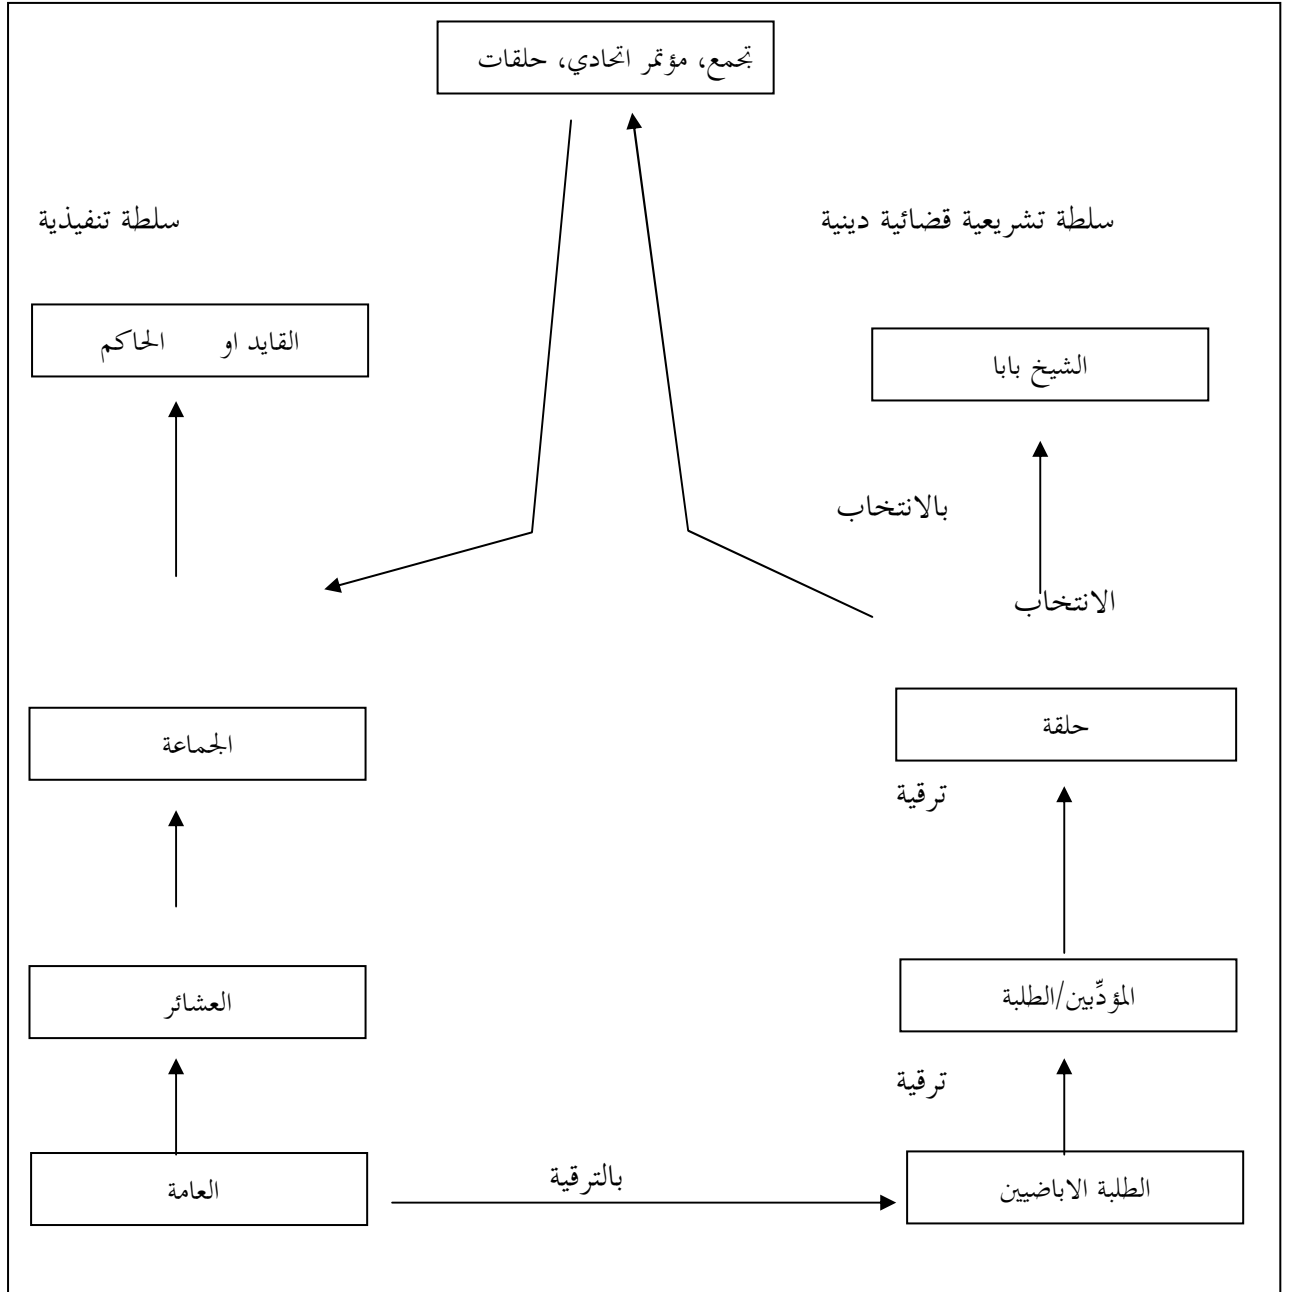 تجمع، مؤتمر اتحادي، حلقات
سلطة تشريعية قضائية دينية
سلطة تنفيذية
القايد او الحاكم
الشيخ بابا
بالانتخاب
الانتخاب
حلقة
الجماعة
ترقية
المؤدِّبين/الطلبة
العشائر
ترقية
بالترقية
الطلبة الاباضيين
العامة